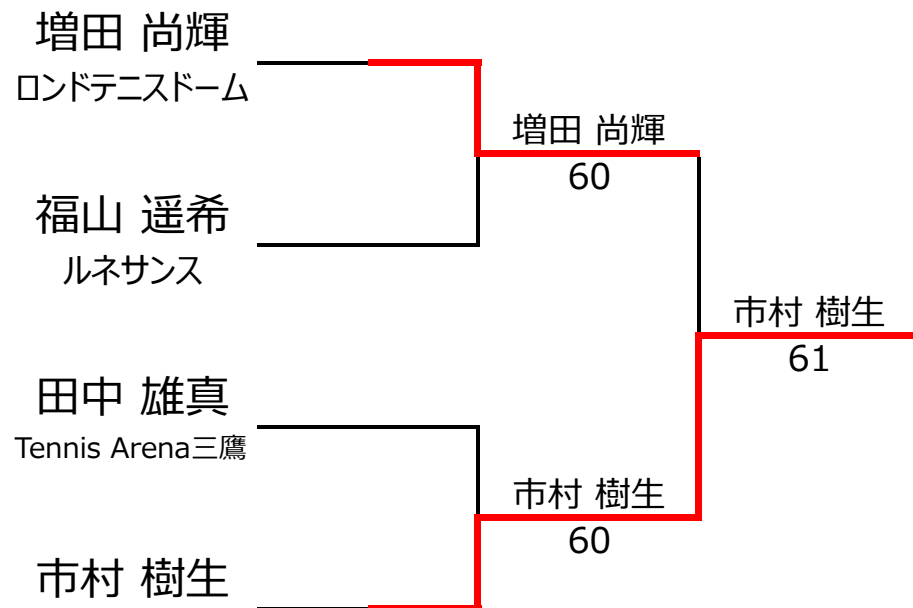 増田 尚輝
ロンドテニスドーム
増田 尚輝
60
福山 遥希
ルネサンス
市村 樹生
61
田中 雄真
Tennis Arena三鷹
市村 樹生
60
市村 樹生